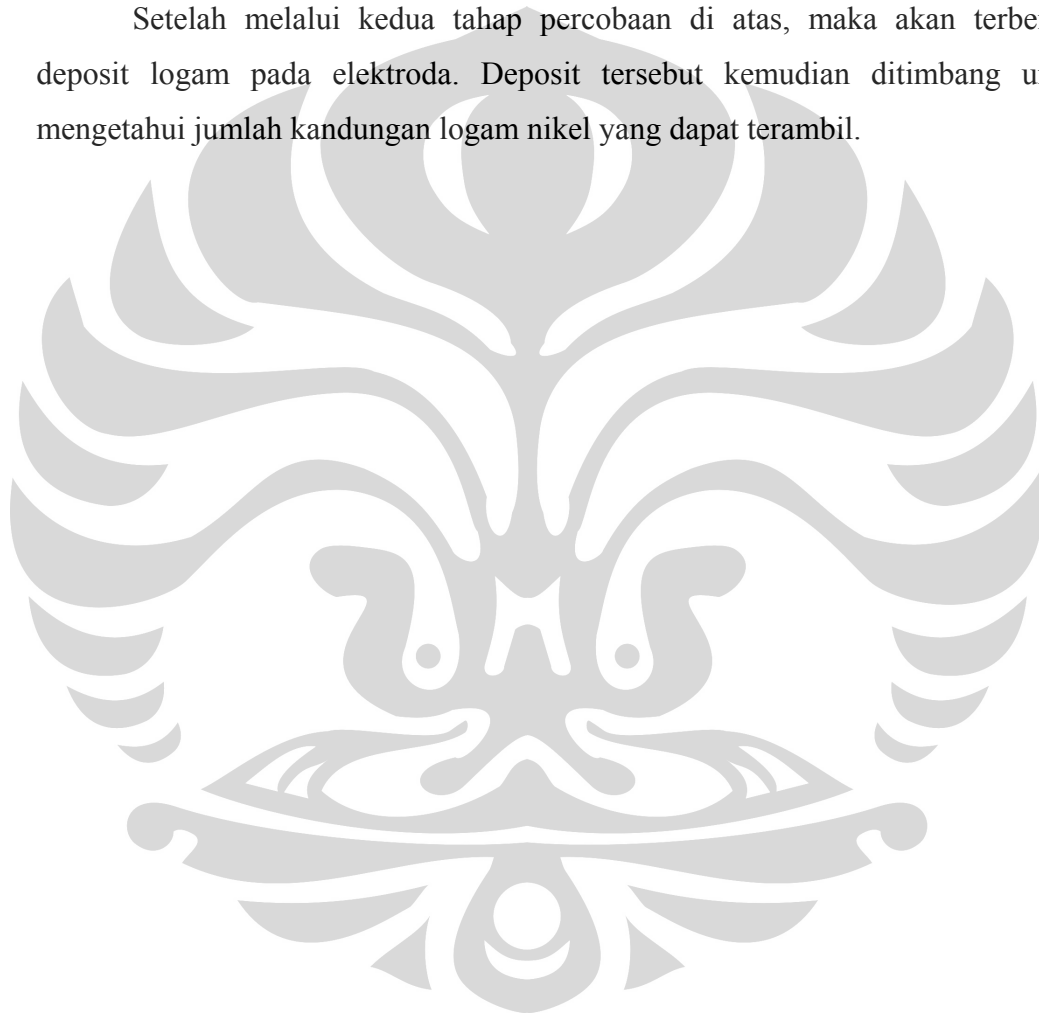 Setelah melalui kedua tahap percobaan di atas, maka akan
deposit logam pada elektroda. Deposit tersebut kemudian ditimbang
mengetahui jumlah kandungan logam nikel yang dapat terambil.